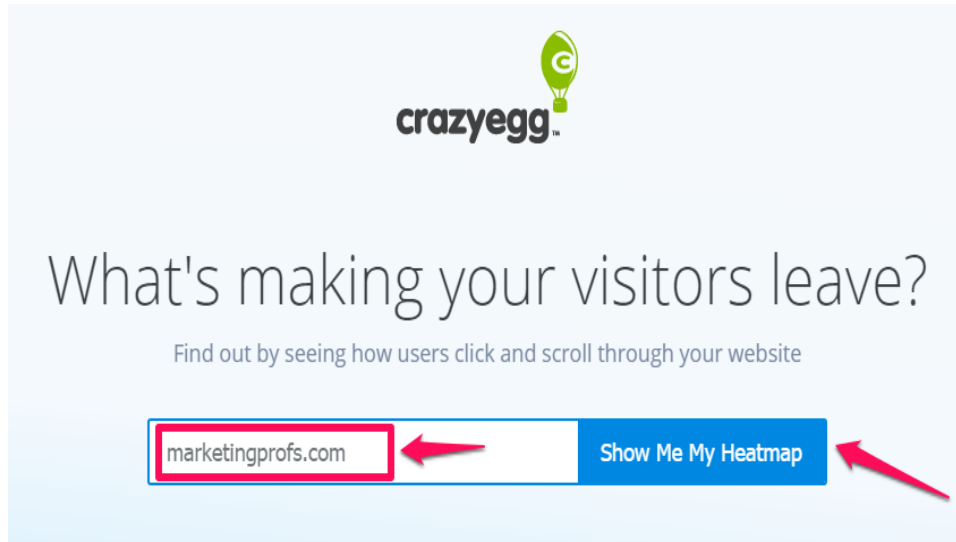 crazyegg™
What's making your visitors leave?
Find out by seeing how users click and scroll through your website
marketingprofs.com
Show Me My Heatmap